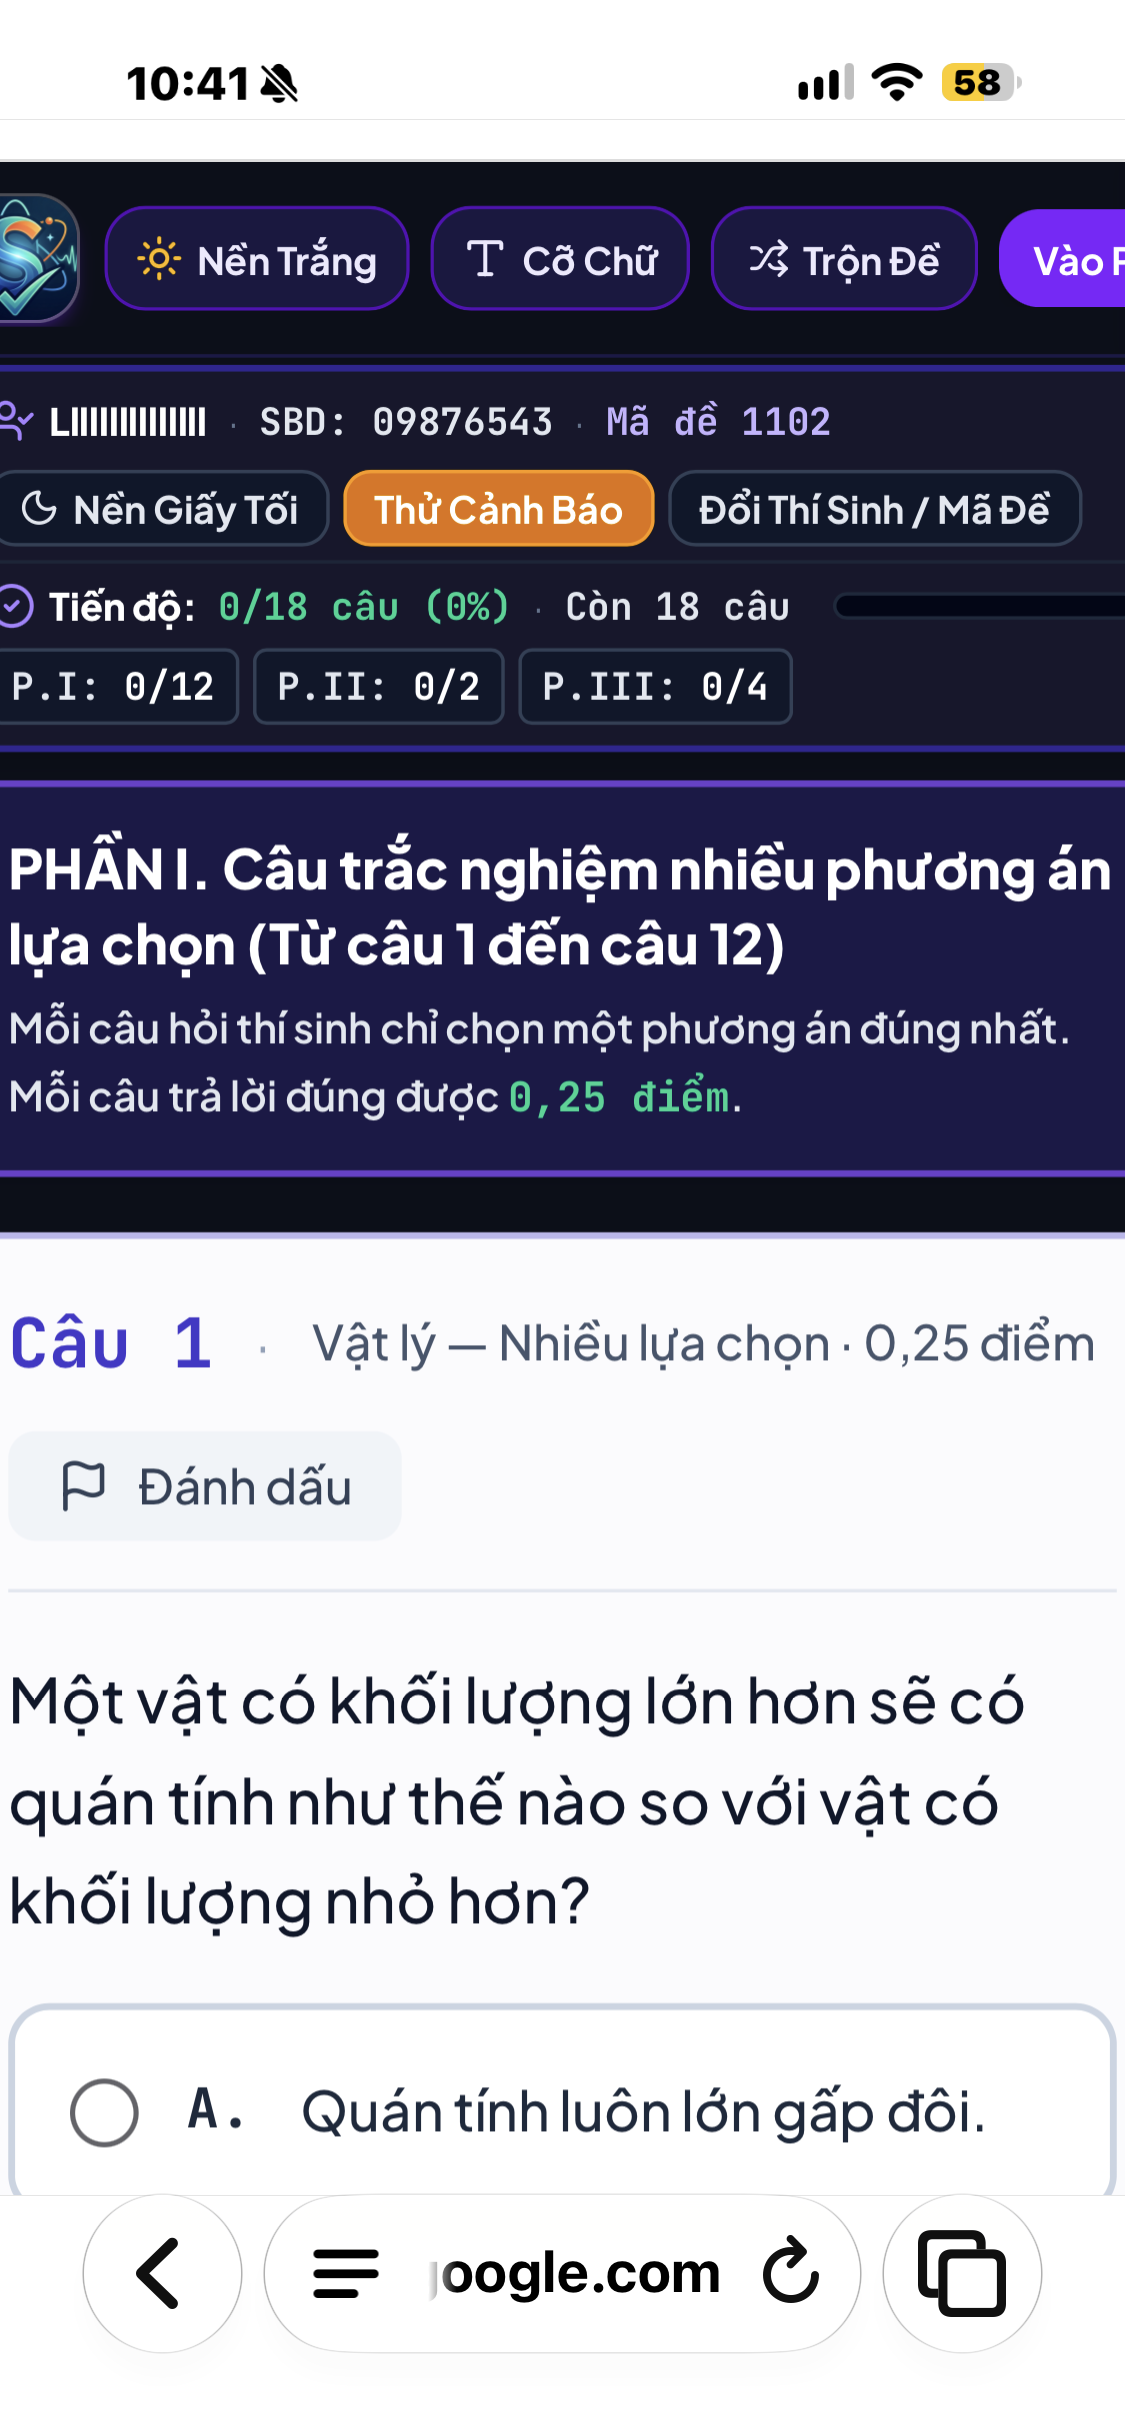 10:41
58
Nền Trắng
Cỡ Chữ
Trộn Đề
Vào
LIIIIIIIIIIIIII · SBD: 09876543 · Mã đề 1102
Nền Giấy Tối
Thử Cảnh Báo
Đổi Thí Sinh / Mã Đề
Tiến độ: 0/18 câu (0%) · Còn 18 câu
P.I: 0/12
P.II: 0/2
P.III: 0/4
PHẦN I. Câu trắc nghiệm nhiều phương án
lựa chọn (Từ câu 1 đến câu 12)
Mỗi câu hỏi thí sinh chỉ chọn một phương án đúng nhất.
Mỗi câu trả lời đúng được 0,25 điểm.
Câu 1 · Vật lý — Nhiều lựa chọn · 0,25 điểm
Đánh dấu
Một vật có khối lượng lớn hơn sẽ có
quán tính như thế nào so với vật có
khối lượng nhỏ hơn?
A. Quán tính luôn lớn gấp đôi.
oogle.com